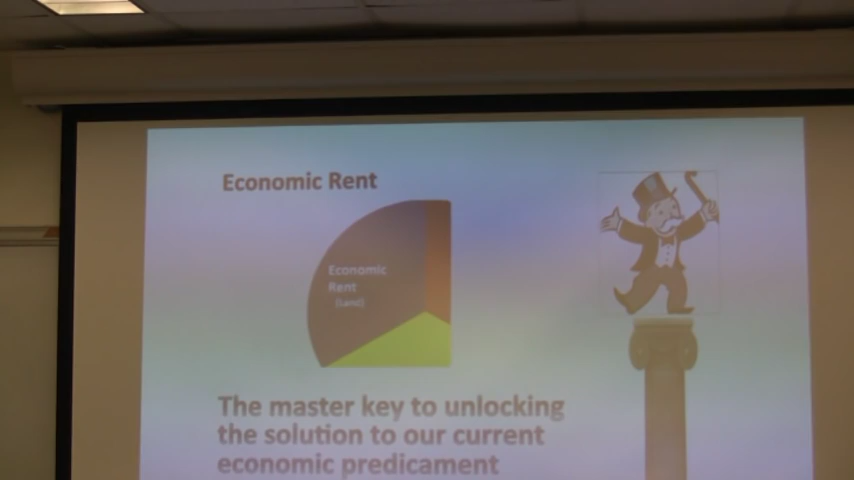 Economic Rent
Economic
Rent
(Land)
The master key to unlocking
the solution to our current
economic predicament